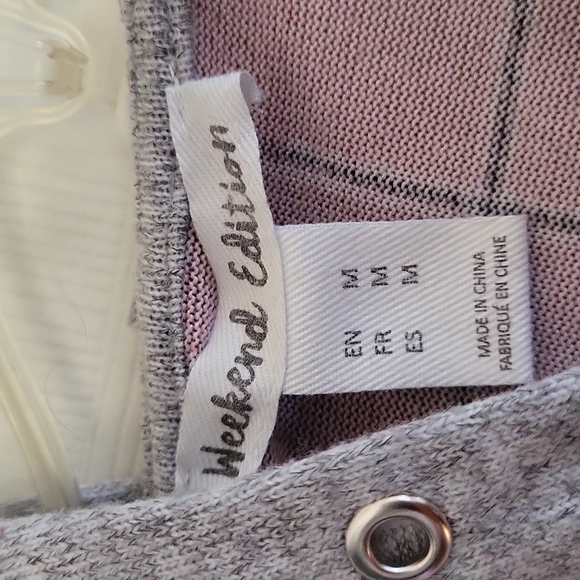 Weekend Edition
EN M
FR M
ES M
MADE IN CHINA
FABRIQUÉ EN CHINE